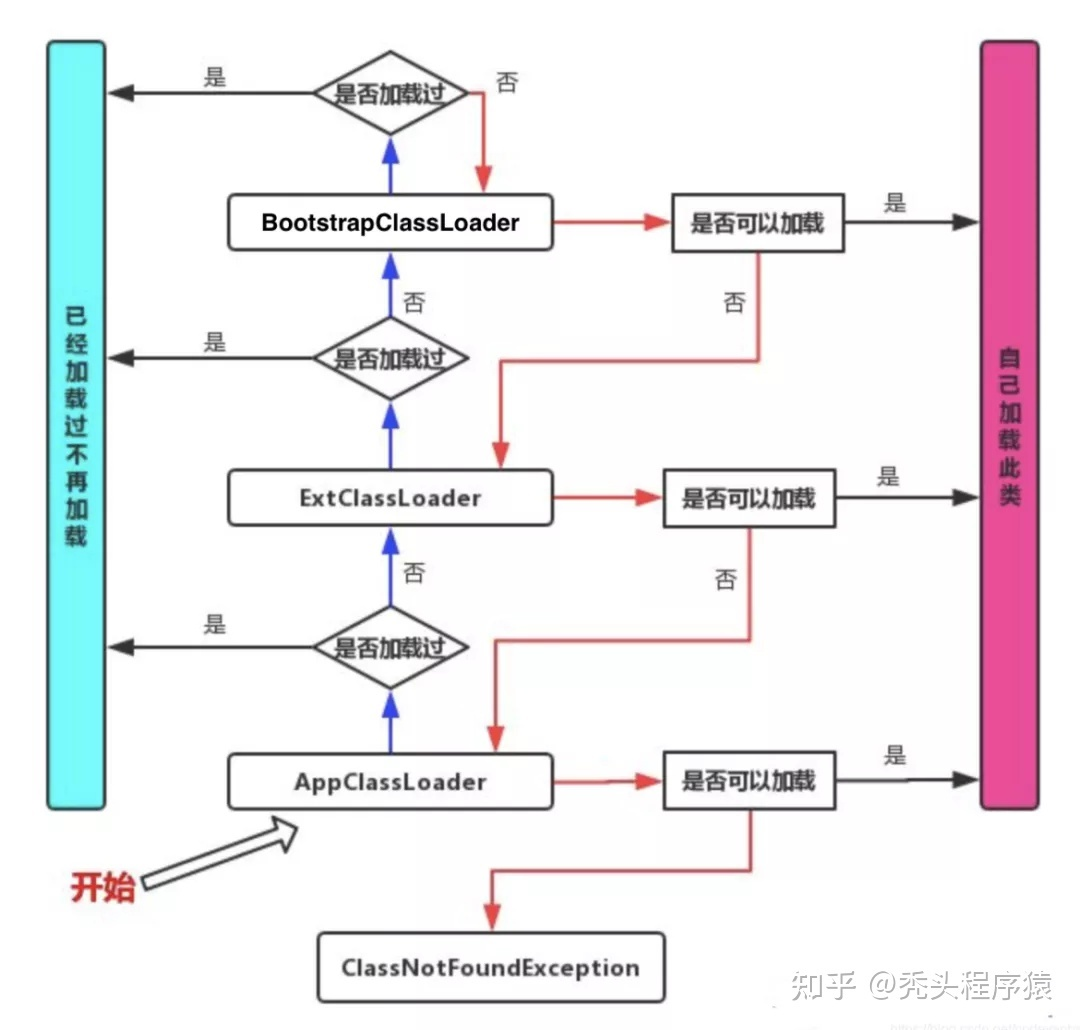 是
是否加载过
否
BootstrapClassLoader
是否可以加载
是
否
否
是
是否加载过
已经加载过不再加载
自己加载此类
ExtClassLoader
是否可以加载
是
否
否
是
是否加载过
AppClassLoader
是否可以加载
是
开始
ClassNotFoundException
知乎 @秃头程序猿